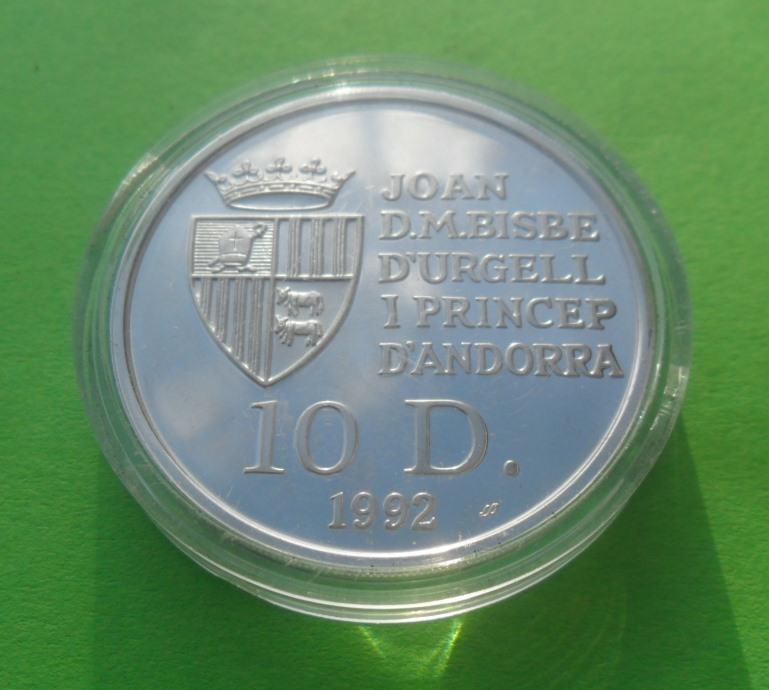 JOAN
D.M.BISBE
D'URGELL
I PRINCEP
D'ANDORRA
10 D.
1992